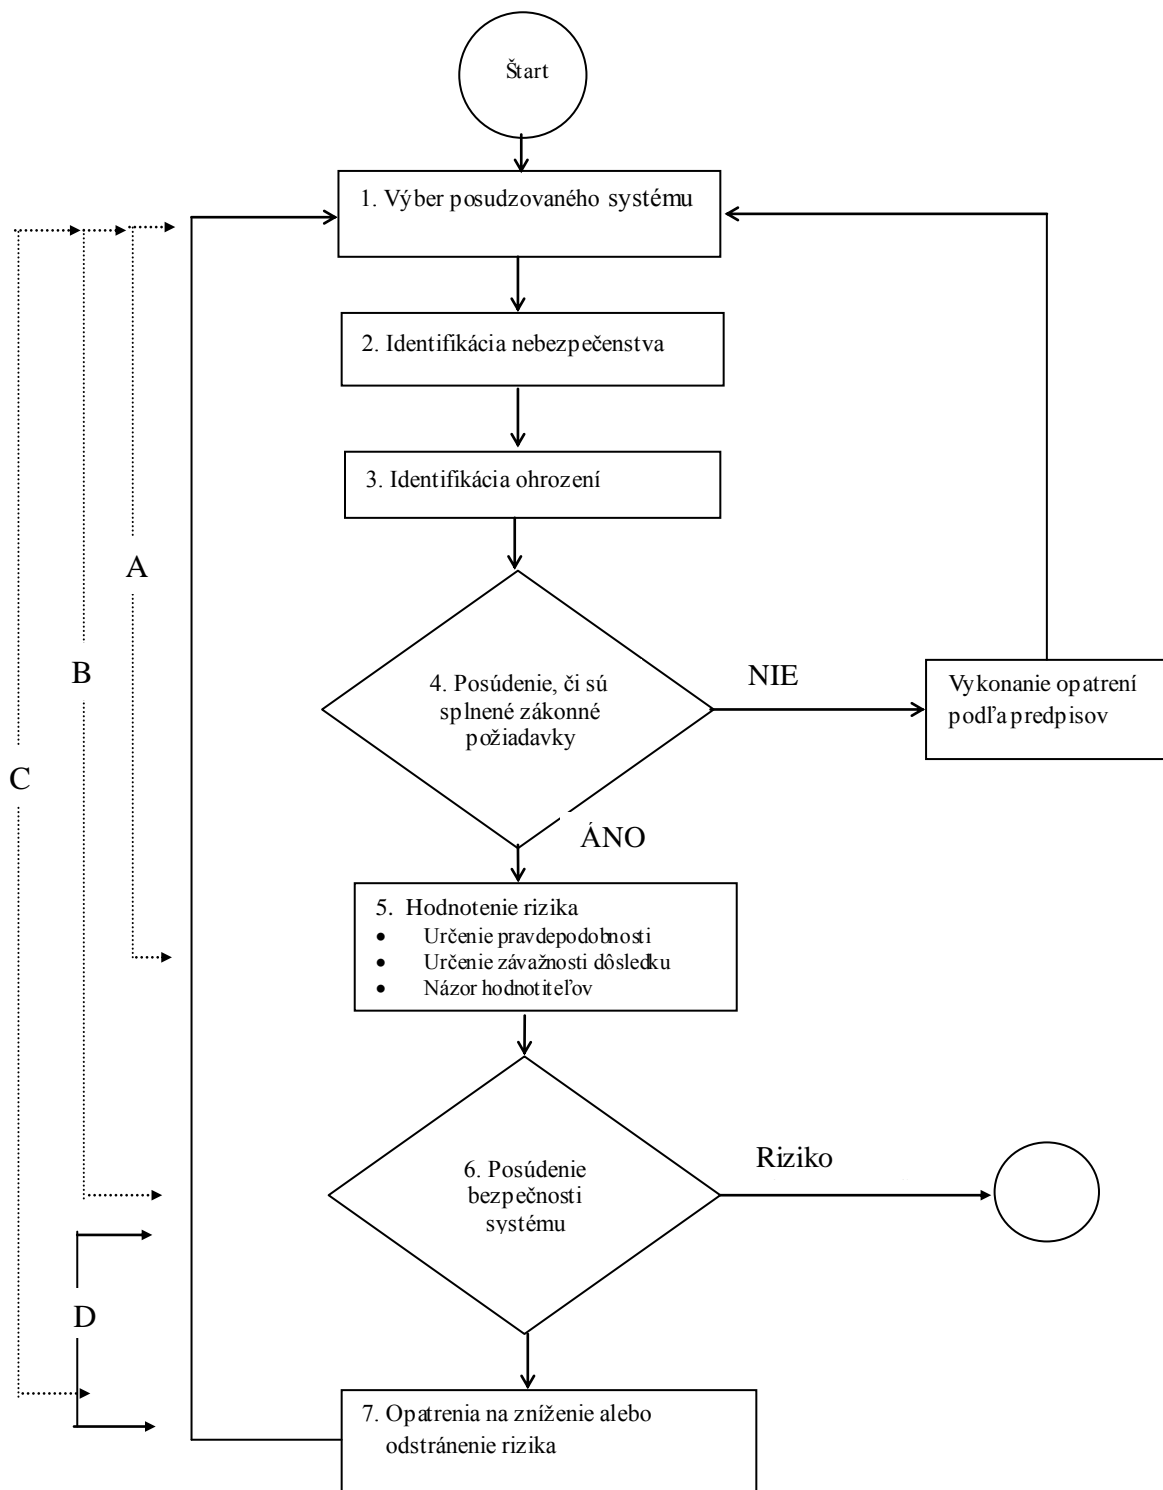 Štart
1. Výber posudzovaného systému
2. Identifikácia nebezpečenstva
3. Identifikácia ohrození
A
B
C
4. Posúdenie, či sú
splnené zákonné
požiadavky
NIE
Vykonanie opatrení
podľa predpisov
ÁNO
5. Hodnotenie rizika
• Určenie pravdepodobnosti
• Určenie závažnosti dôsledku
• Názor hodnotiteľov
6. Posúdenie
bezpečnosti
systému
Riziko
D
7. Opatrenia na zníženie alebo
odstránenie rizika